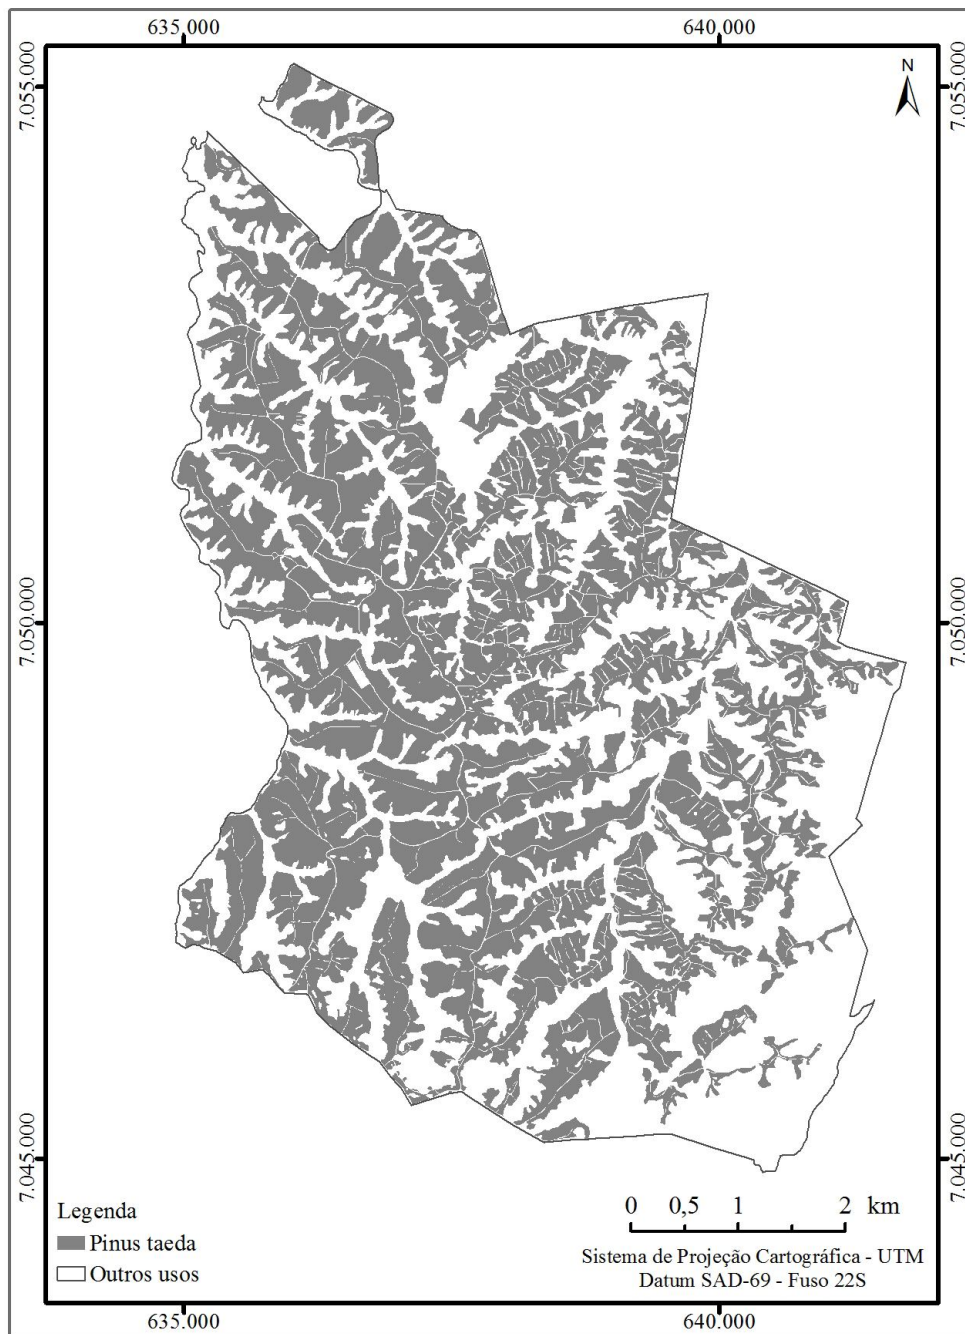 635.000 640.000
7.055.000 7.055.000
N
7.050.000 7.050.000
7.045.000 7.045.000
Legenda
Pinus taeda
Outros usos
0 0,5 1 2 km
Sistema de Projeção Cartográfica - UTM
Datum SAD-69 - Fuso 22S
635.000 640.000